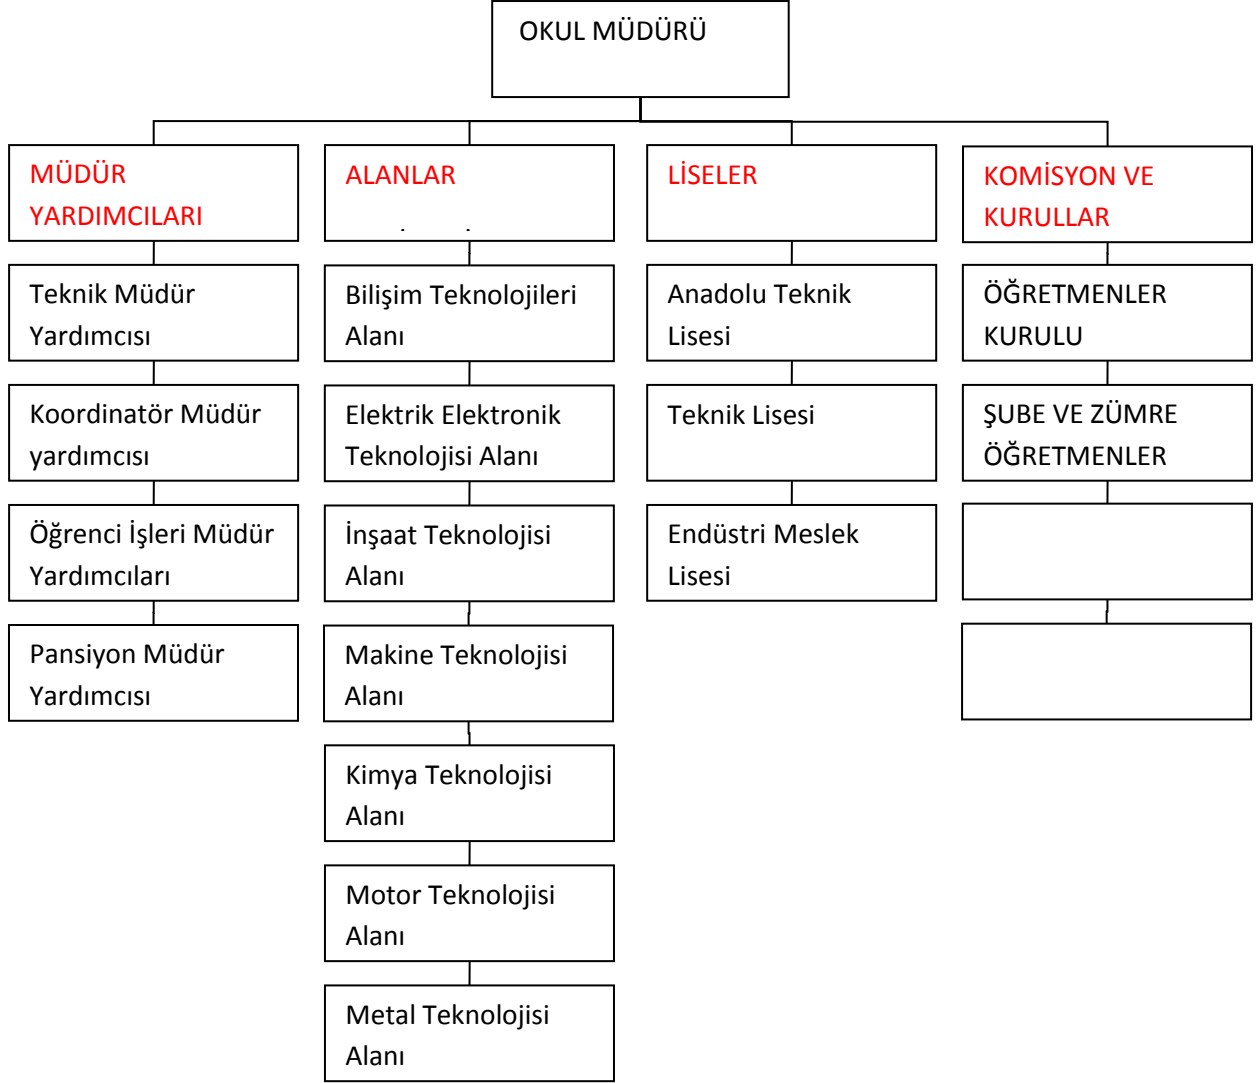 OKUL MÜDÜRÜ
MÜDÜR
YARDIMCILARI
Teknik Müdür
Yardımcısı
Koordinatör Müdür
yardımcısı
Öğrenci İşleri Müdür
Yardımcıları
Pansiyon Müdür
Yardımcısı
ALANLAR
Bilişim Teknolojileri
Alanı
Elektrik Elektronik
Teknolojisi Alanı
İnşaat Teknolojisi
Alanı
Makine Teknolojisi
Alanı
Kimya Teknolojisi
Alanı
Motor Teknolojisi
Alanı
Metal Teknolojisi
Alanı
LİSELER
Anadolu Teknik
Lisesi
Teknik Lisesi
Endüstri Meslek
Lisesi
KOMİSYON VE
KURULLAR
ÖĞRETMENLER
KURULU
ŞUBE VE ZÜMRE
ÖĞRETMENLER